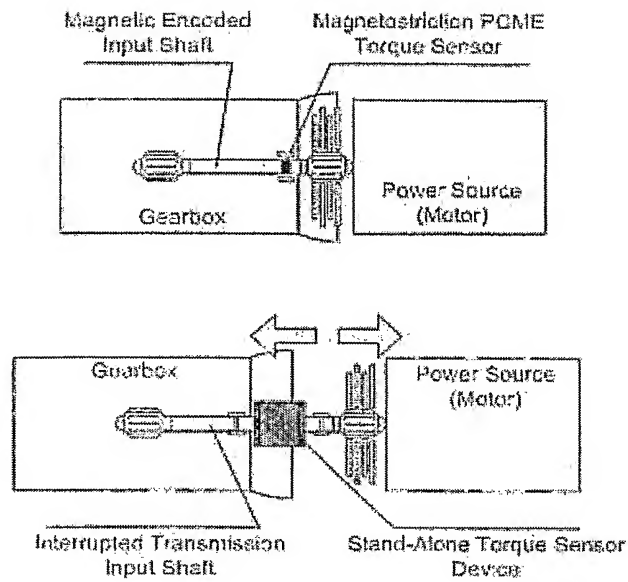 Magnetic Encoded
Input Shaft
Magnetostriction PCME
Torque Sensor
Gearbox
Power Source
(Motor)
Gearbox
Power Source
(Motor)
Interrupted Transmission
Input Shaft
Stand-Alone Torque Sensor
Device